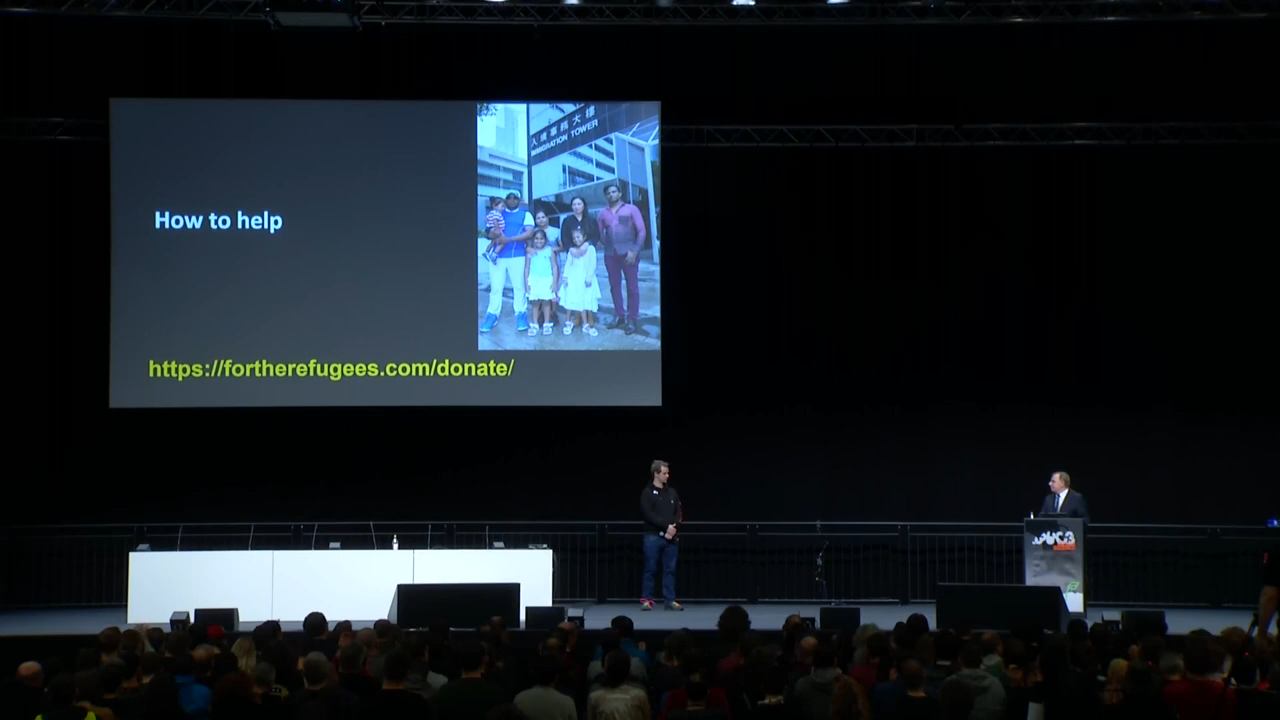 How to help
入境事務大樓
IMMIGRATION TOWER
https://fortherefugees.com/donate/